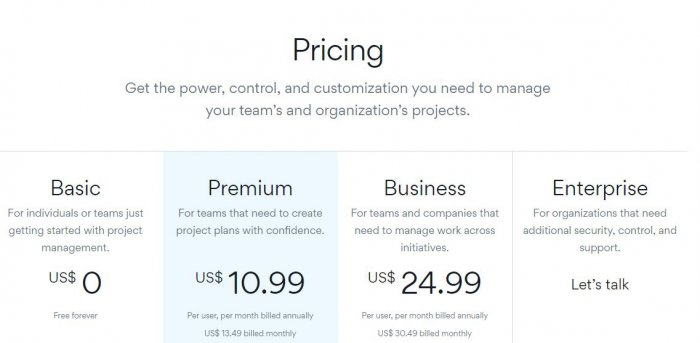 Pricing
Get the power, control, and customization you need to manage
your team's and organization's projects.
Basic
For individuals or teams just
getting started with project
management.
US$ 0
Free forever
Premium
For teams that need to create
project plans with confidence.
US$ 10.99
Per user, per month billed annually
US$ 13.49 billed monthly
Business
For teams and companies that
need to manage work across
initiatives.
US$ 24.99
Per user, per month billed annually
US$ 30.49 billed monthly
Enterprise
For organizations that need
additional security, control, and
support.
Let's talk